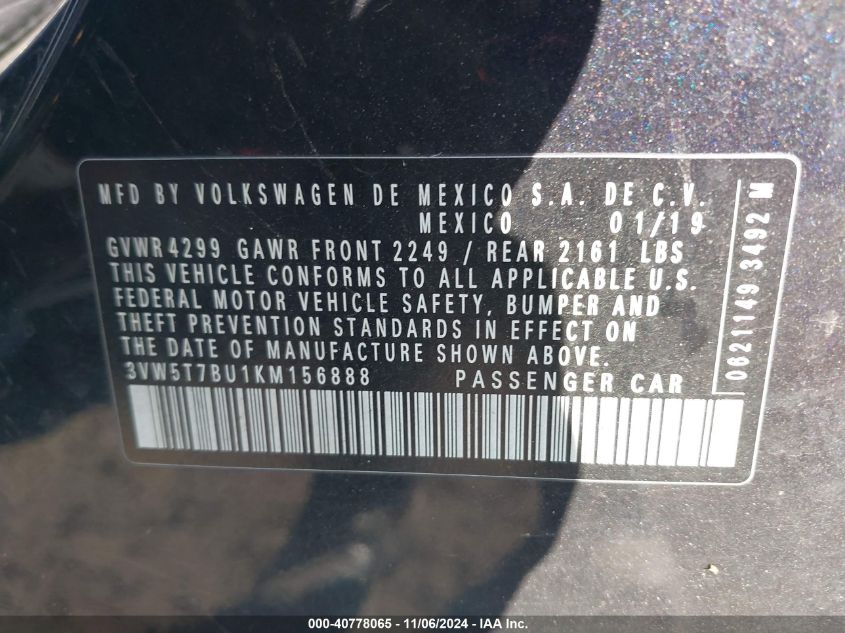 MFD BY VOLKSWAGEN DE MEXICO S.A. DE C.V.
MEXICO 01/19
GVWR 4299 GAWR FRONT 2249 / REAR 2161 LBS
THIS VEHICLE CONFORMS TO ALL APPLICABLE U.S.
FEDERAL MOTOR VEHICLE SAFETY, BUMPER AND
THEFT PREVENTION STANDARDS IN EFFECT ON
THE DATE OF MANUFACTURE SHOWN ABOVE.
3VW5T7BU1KM156888 PASSENGER CAR
0621149 3492 M
000-40778065 - 11/06/2024 - IAA Inc.